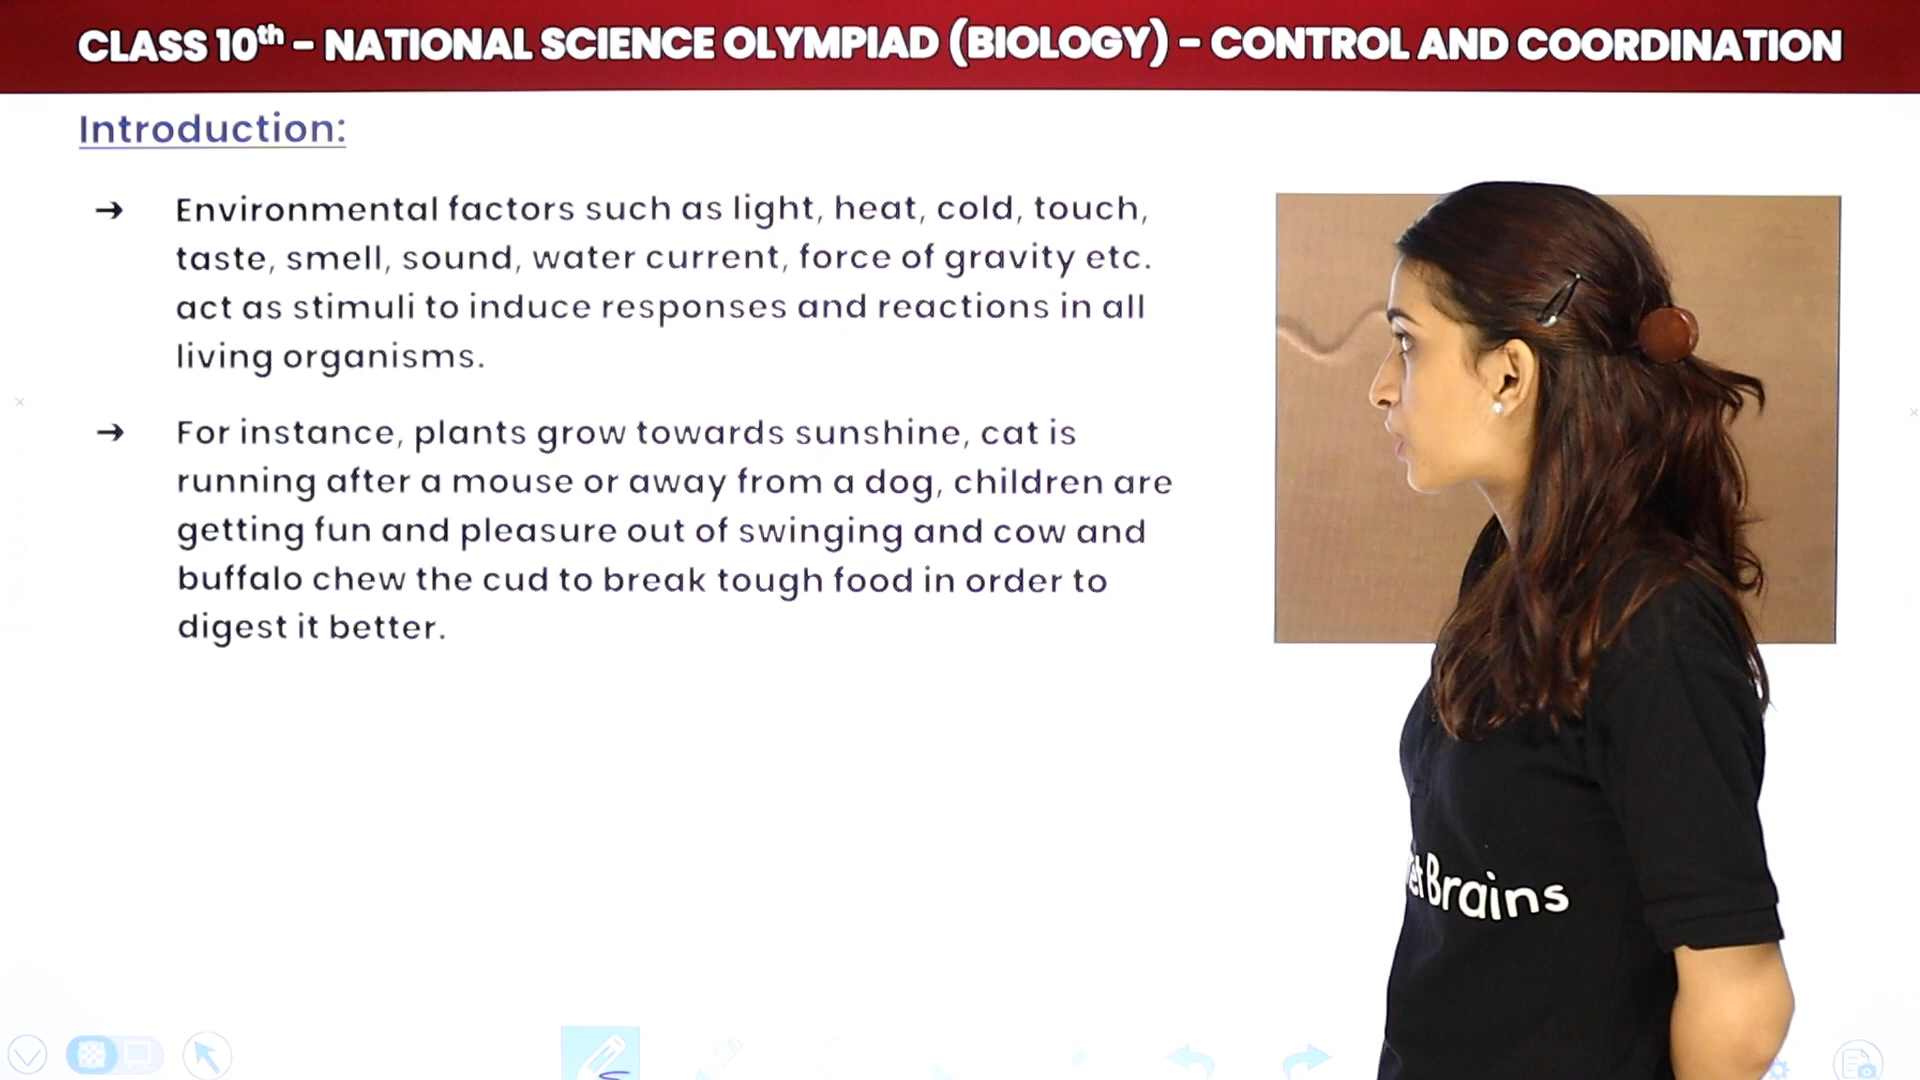 CLASS 10th – NATIONAL SCIENCE OLYMPIAD (BIOLOGY) – CONTROL AND COORDINATION
Introduction:
→ Environmental factors such as light, heat, cold, touch,
taste, smell, sound, water current, force of gravity etc.
act as stimuli to induce responses and reactions in all
living organisms.
→ For instance, plants grow towards sunshine, cat is
running after a mouse or away from a dog, children are
getting fun and pleasure out of swinging and cow and
buffalo chew the cud to break tough food in order to
digest it better.
etBrains